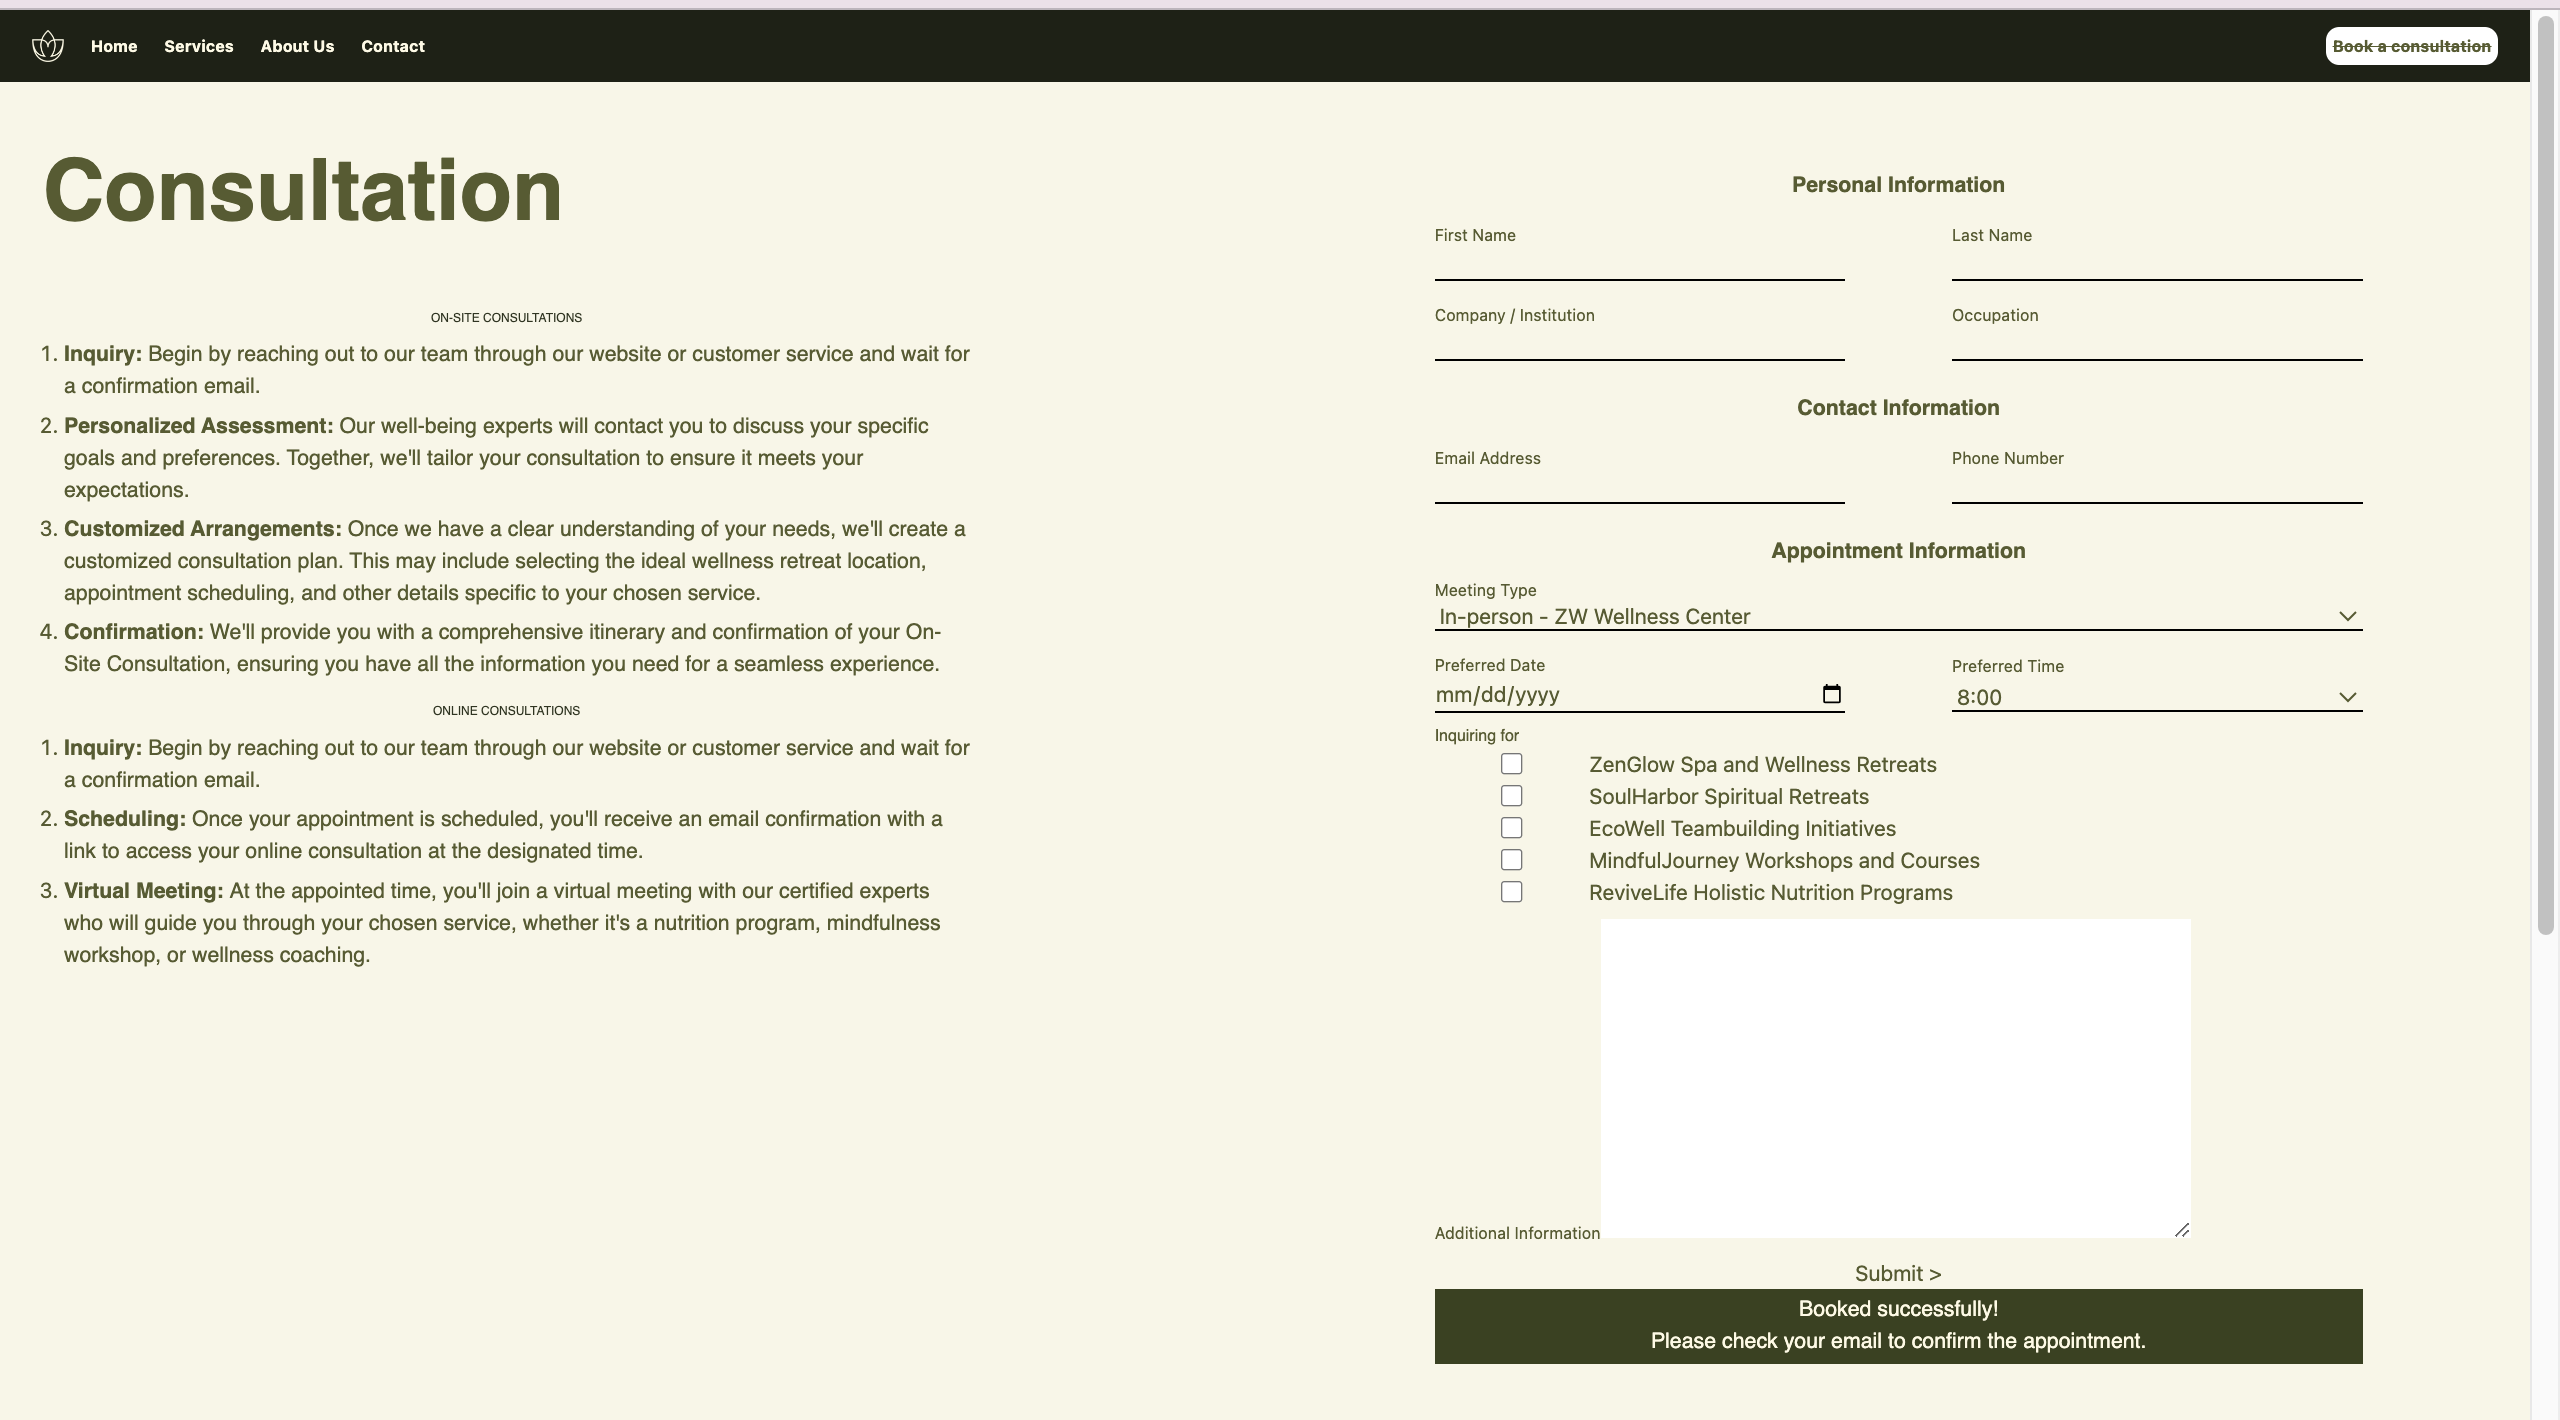 Home Services About Us Contact
Book a consultation
Consultation
ON-SITE CONSULTATIONS
1. Inquiry: Begin by reaching out to our team through our website or customer service and wait for
a confirmation email.
2. Personalized Assessment: Our well-being experts will contact you to discuss your specific
goals and preferences. Together, we'll tailor your consultation to ensure it meets your
expectations.
3. Customized Arrangements: Once we have a clear understanding of your needs, we'll create a
customized consultation plan. This may include selecting the ideal wellness retreat location,
appointment scheduling, and other details specific to your chosen service.
4. Confirmation: We'll provide you with a comprehensive itinerary and confirmation of your On-
Site Consultation, ensuring you have all the information you need for a seamless experience.
ONLINE CONSULTATIONS
1. Inquiry: Begin by reaching out to our team through our website or customer service and wait for
a confirmation email.
2. Scheduling: Once your appointment is scheduled, you'll receive an email confirmation with a
link to access your online consultation at the designated time.
3. Virtual Meeting: At the appointed time, you'll join a virtual meeting with our certified experts
who will guide you through your chosen service, whether it's a nutrition program, mindfulness
workshop, or wellness coaching.
Personal Information
First Name Last Name
Company / Institution Occupation
Contact Information
Email Address Phone Number
Appointment Information
Meeting Type
In-person - ZW Wellness Center
Preferred Date Preferred Time
mm/dd/yyyy 8:00
Inquiring for
ZenGlow Spa and Wellness Retreats
SoulHarbor Spiritual Retreats
EcoWell Teambuilding Initiatives
MindfulJourney Workshops and Courses
ReviveLife Holistic Nutrition Programs
Additional Information
Submit >
Booked successfully!
Please check your email to confirm the appointment.